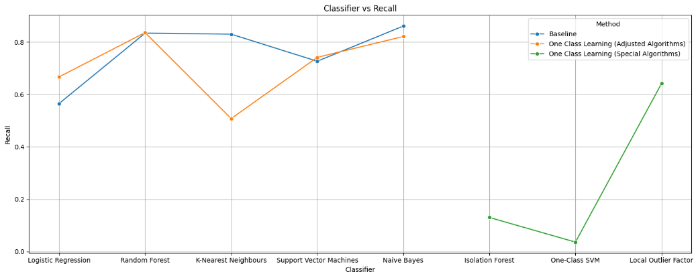 Classifier vs Recall
Method
Baseline
One Class Learning (Adjusted Algorithms)
One Class Learning (Special Algorithms)
Recall
0.8
0.6
0.4
0.2
0.0
Logistic Regression
Random Forest
K-Nearest Neighbours
Support Vector Machines
Naive Bayes
Isolation Forest
One-Class SVM
Local Outlier Factor
Classifier